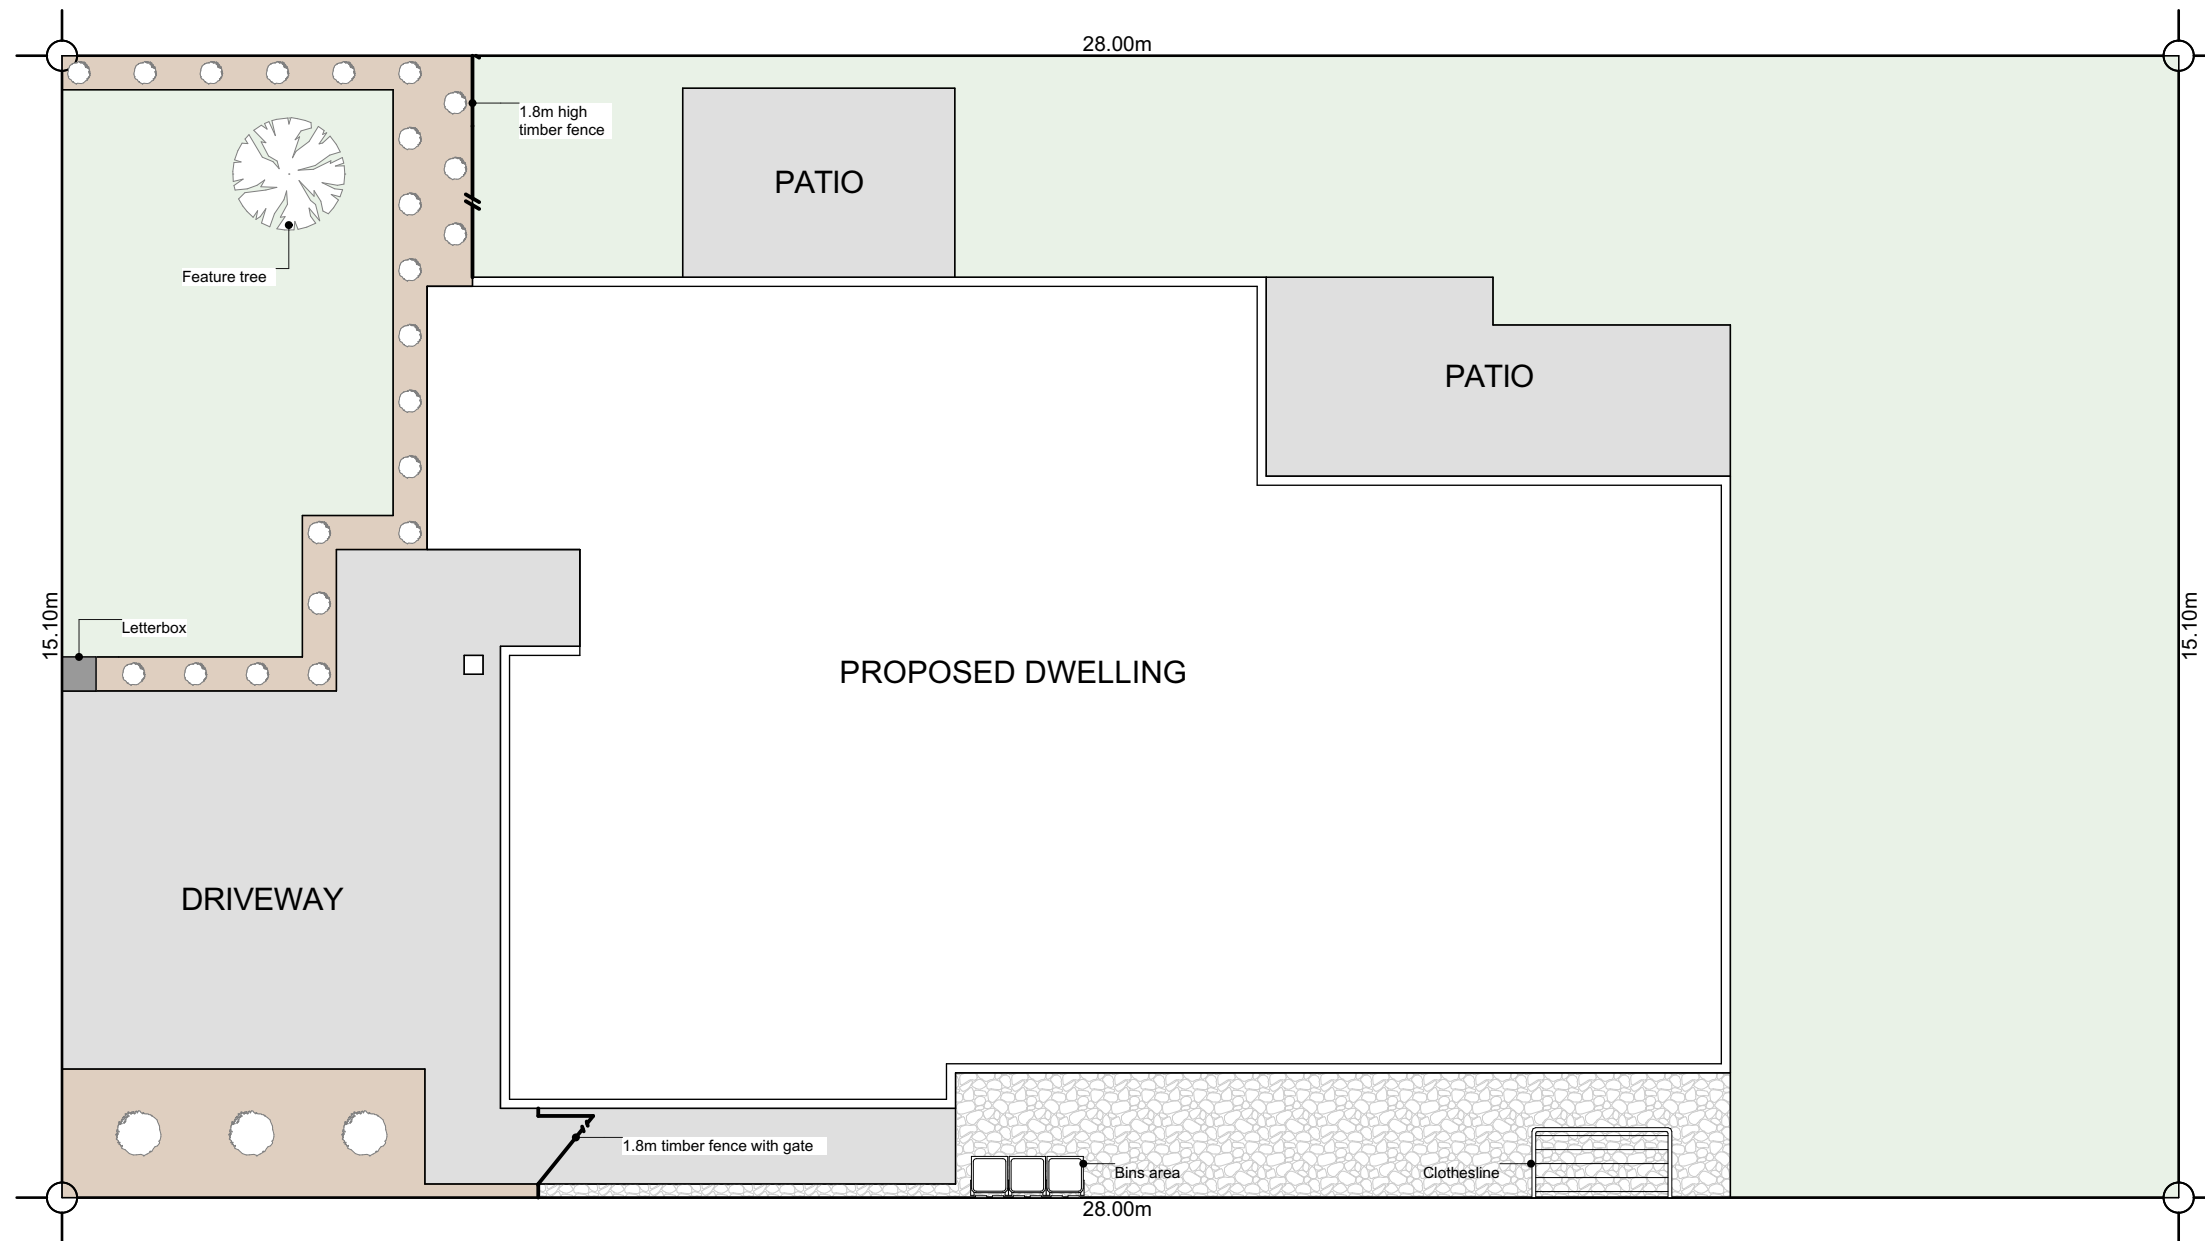 28.00m
1.8m high
timber fence
PATIO
Feature tree
PATIO
15.10m
15.10m
Letterbox
PROPOSED DWELLING
DRIVEWAY
1.8m timber fence with gate
Bins area
Clothesline
28.00m